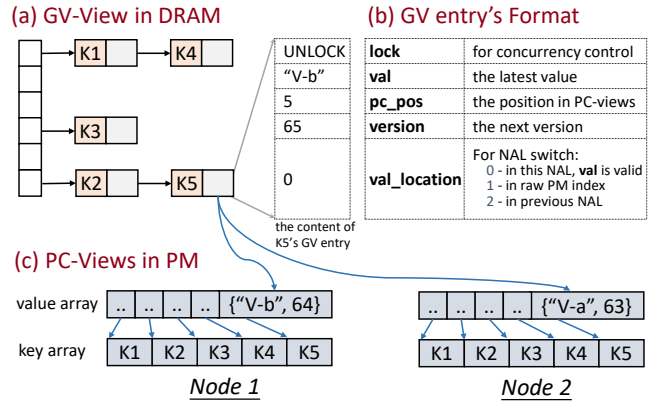 (a) GV-View in DRAM
(b) GV entry's Format
K1
K4
K3
K2
K5
UNLOCK
"V-b"
5
65
0
the content of
K5's GV entry
lock
for concurrency control
val
the latest value
pc_pos
the position in PC-views
version
the next version
val_location
For NAL switch:
0 - in this NAL, val is valid
1 - in raw PM index
2 - in previous NAL
(c) PC-Views in PM
value array
.. .. .. .. {"V-b", 64}
key array
K1 K2 K3 K4 K5
Node 1
.. .. .. .. {"V-a", 63}
K1 K2 K3 K4 K5
Node 2